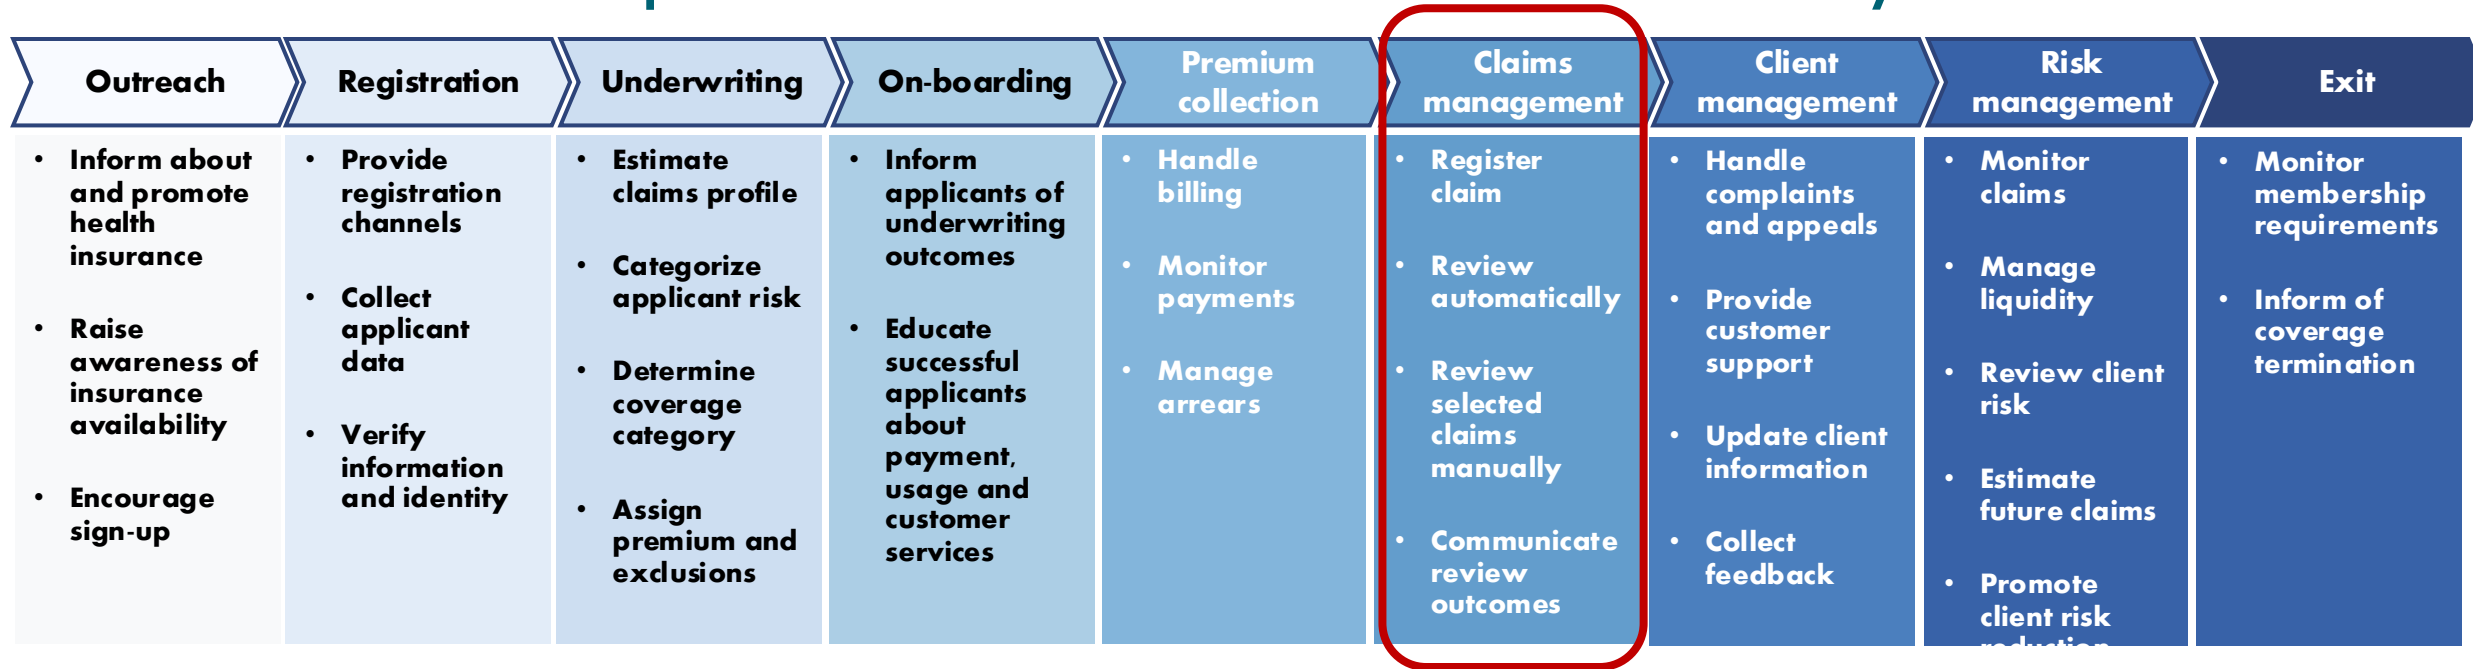 Outreach
Registration
Underwriting
On-boarding
Premium
collection
Claims
management
Client
management
Risk
management
Exit
• Inform about
and promote
health
insurance
• Raise
awareness of
insurance
availability
• Encourage
sign-up
• Provide
registration
channels
• Collect
applicant
data
• Verify
information
and identity
• Estimate
claims profile
• Categorize
applicant risk
• Determine
coverage
category
• Assign
premium and
exclusions
• Inform
applicants of
underwriting
outcomes
• Educate
successful
applicants
about
payment,
usage and
customer
services
• Handle
billing
• Monitor
payments
• Manage
arrears
• Register
claim
• Review
automatically
• Review
selected
claims
manually
• Communicate
review
outcomes
• Handle
complaints
and appeals
• Provide
customer
support
• Update client
information
• Collect
feedback
• Monitor
claims
• Manage
liquidity
• Review client
risk
• Estimate
future claims
• Promote
client risk
reduction
• Monitor
membership
requirements
• Inform of
coverage
termination